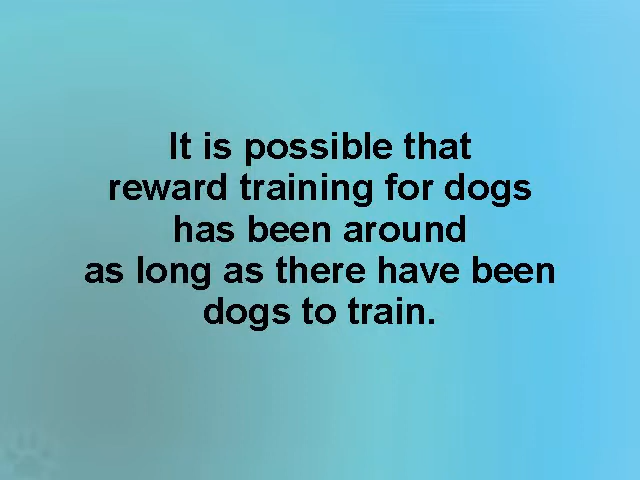 It is possible that
reward training for dogs
has been around
as long as there have been
dogs to train.